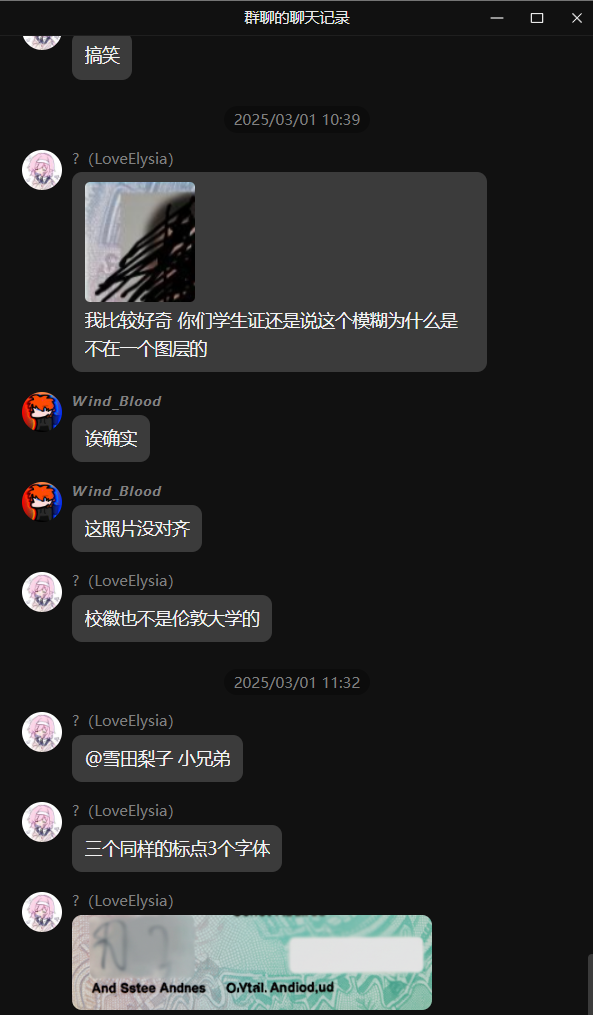 群聊的聊天记录
搞笑
2025/03/01 10:39
?（LoveElysia）
我比较好奇 你们学生证还是说这个模糊为什么是
不在一个图层的
Wind_Blood
诶确实
Wind_Blood
这照片没对齐
?（LoveElysia）
校徽也不是伦敦大学的
2025/03/01 11:32
?（LoveElysia）
@雪田梨子 小兄弟
?（LoveElysia）
三个同样的标点3个字体
?（LoveElysia）
And Sstee Andnes O,Vtal. Andiod,ud